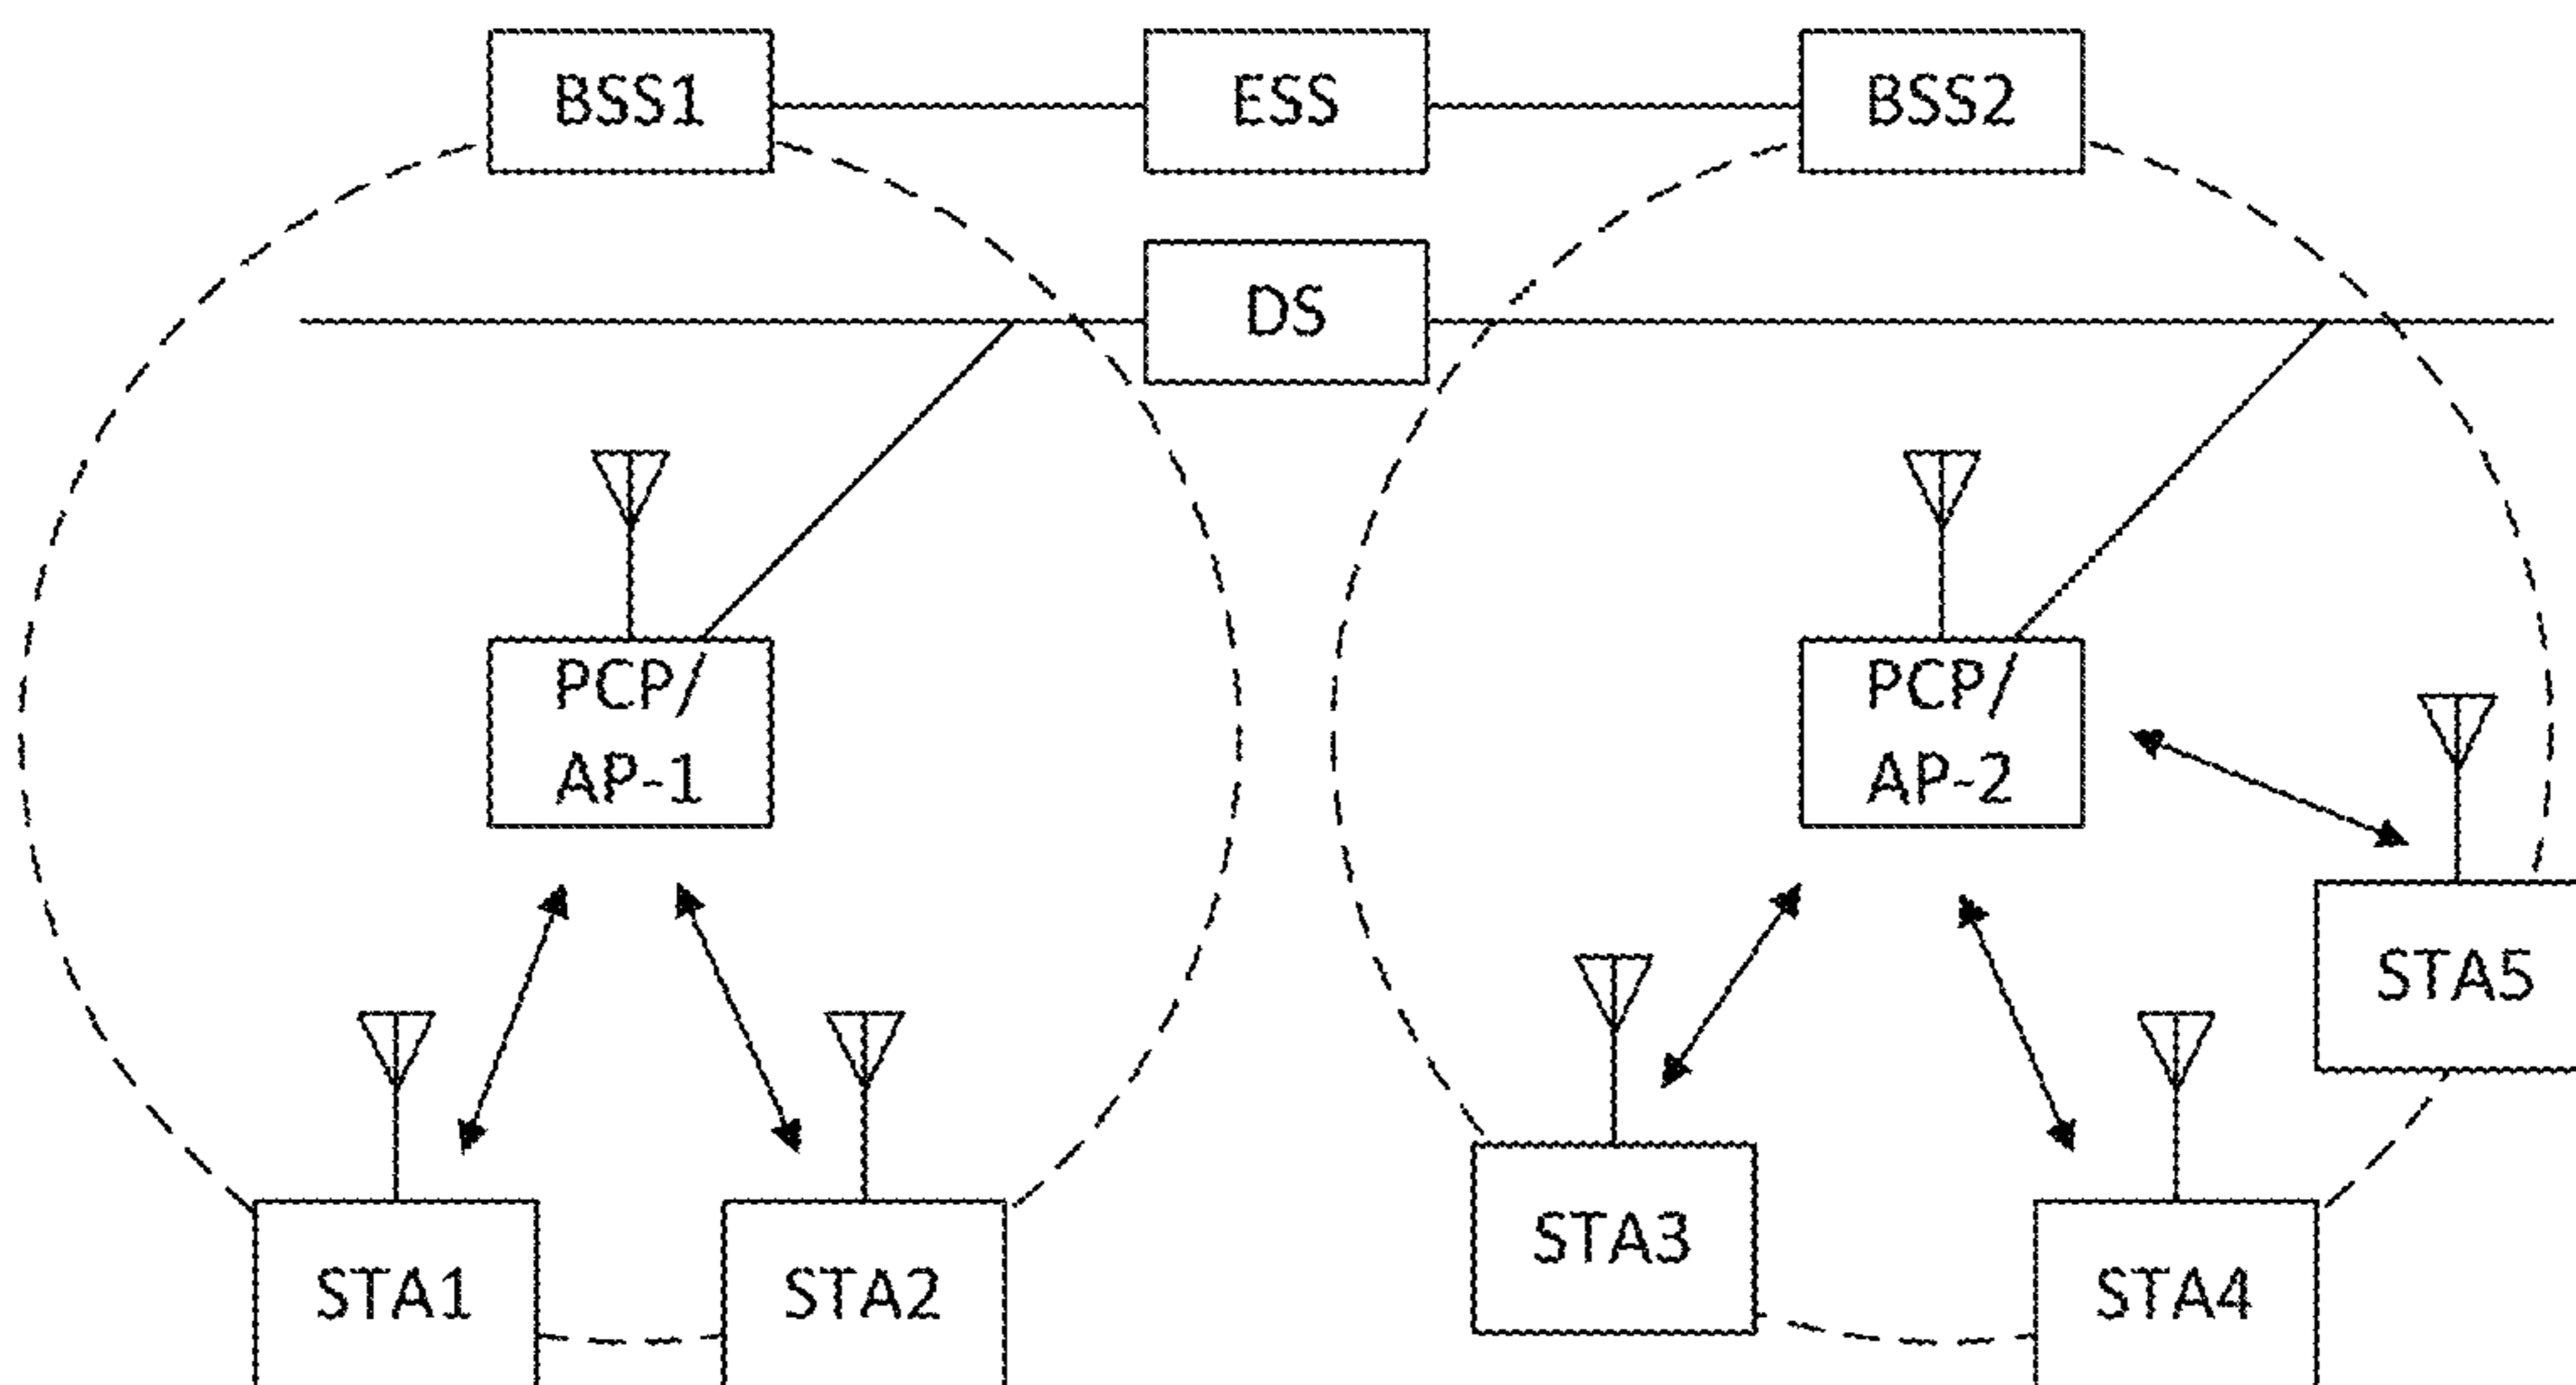 BSS1
ESS
BSS2
DS
PCP/
AP-1
PCP/
AP-2
STA5
STA3
STA1
STA2
STA4